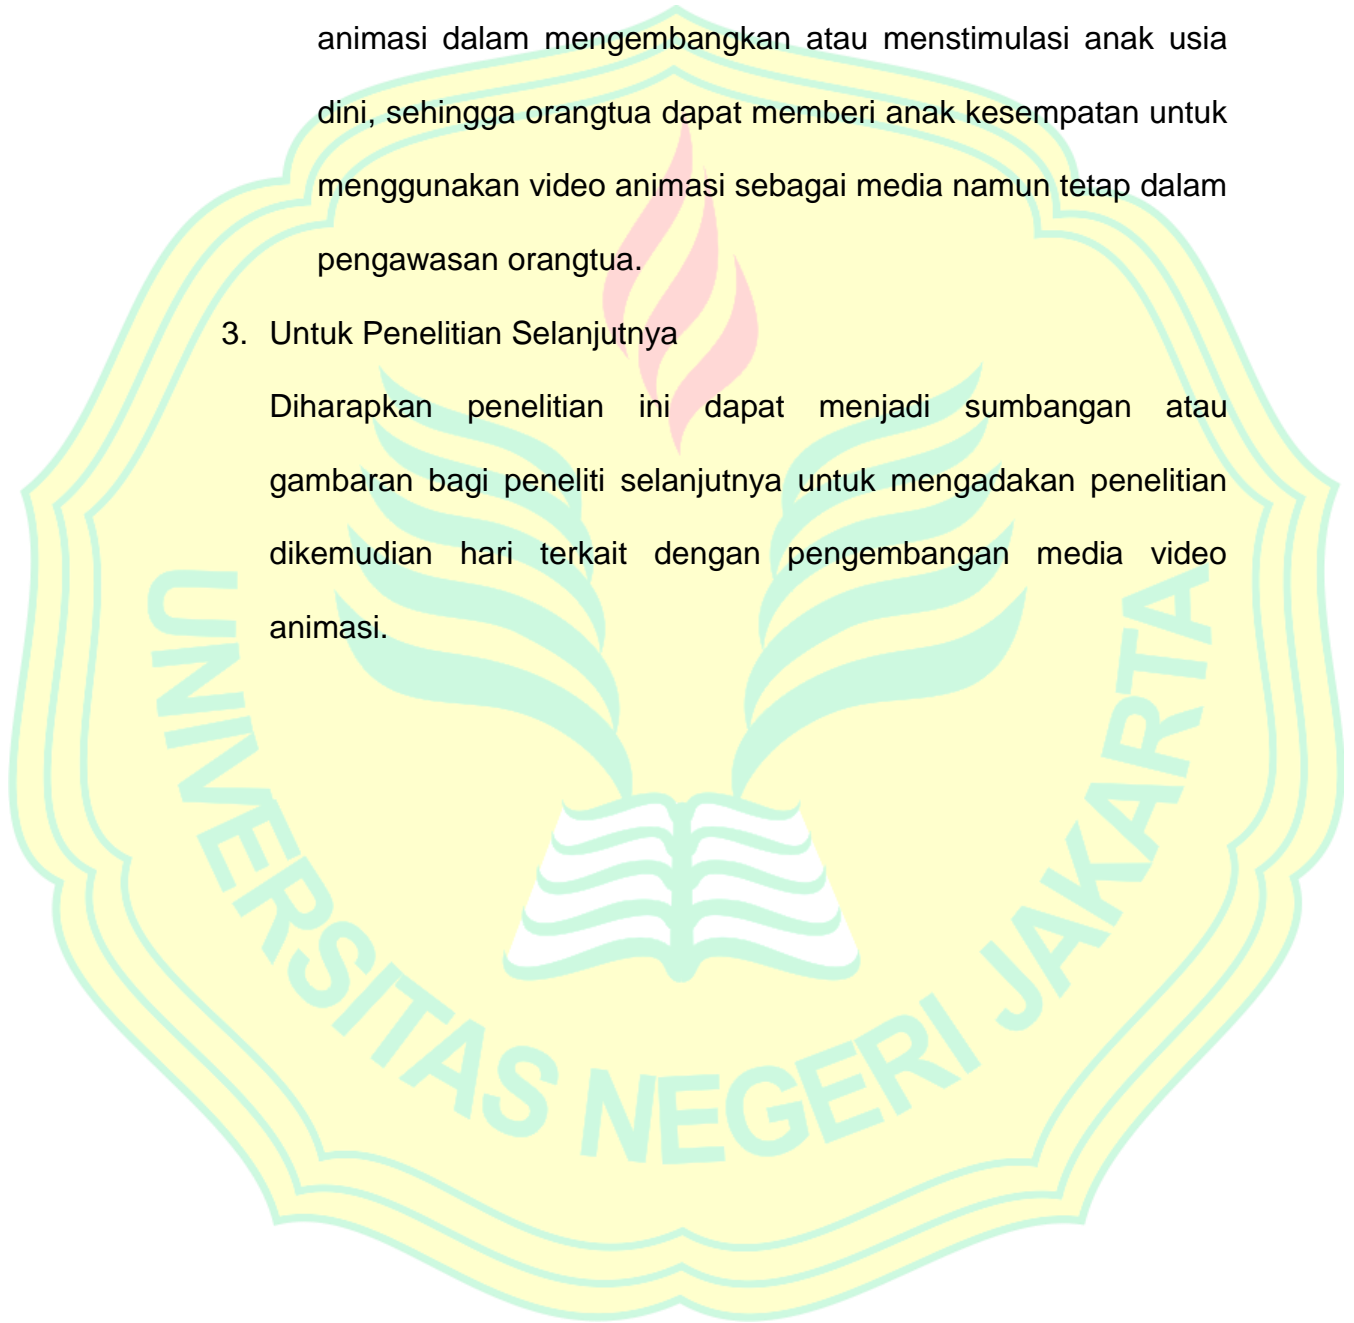 animasi dalam mengembangkan atau menstimulasi anak usia
dini, sehingga orangtua dapat memberi anak kesempatan untuk
menggunakan video animasi sebagai media namun tetap dalam
pengawasan orangtua.
3. Untuk Penelitian Selanjutnya
Diharapkan penelitian ini dapat menjadi sumbangan atau
gambaran bagi peneliti selanjutnya untuk mengadakan penelitian
dikemudian hari terkait dengan pengembangan media video
animasi.
UNIVERSITAS NEGERI JAKARTA